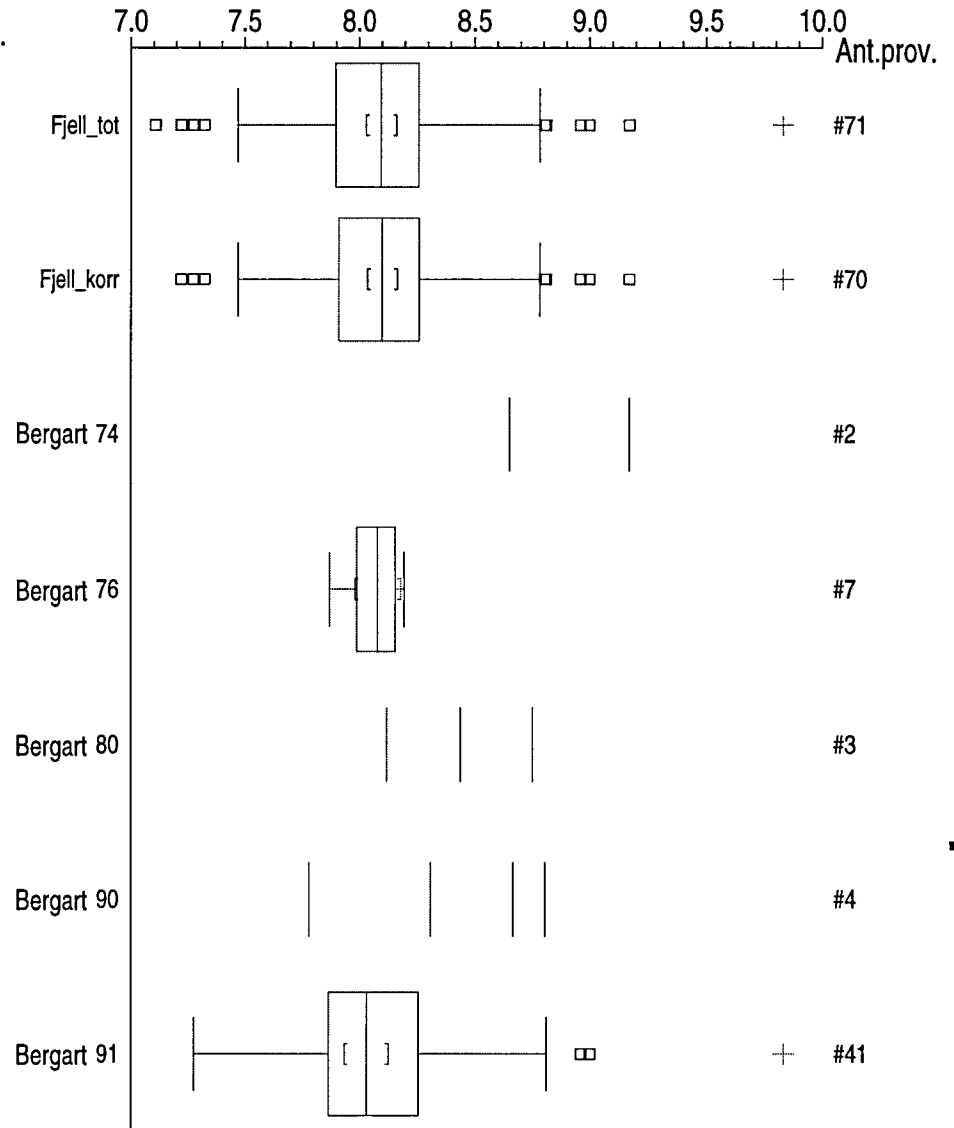 7.0 7.5 8.0 8.5 9.0 9.5 10.0
Ant.prov.
Fjell_tot #71
Fjell_korr #70
Bergart 74 #2
Bergart 76 #7
Bergart 80 #3
Bergart 90 #4
Bergart 91 #41